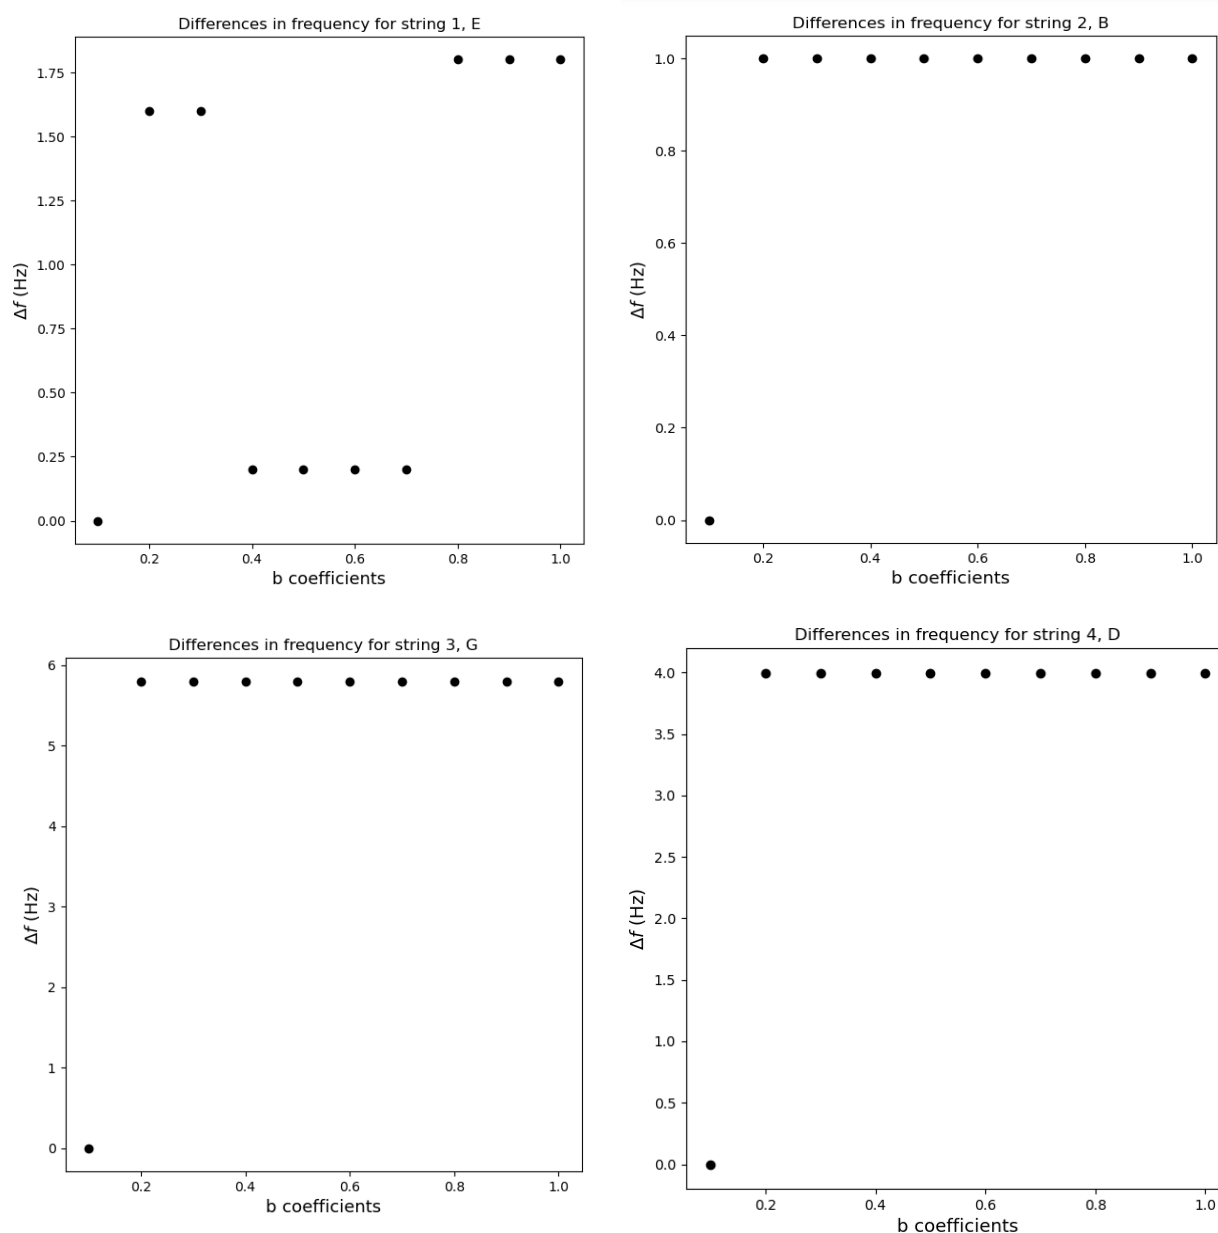 Differences in frequency for string 1, E
1.75
1.50
1.25
1.00
0.75
0.50
0.25
0.00
Δf (Hz)
0.2 0.4 0.6 0.8 1.0
b coefficients
Differences in frequency for string 2, B
1.0
0.8
0.6
0.4
0.2
0.0
Δf (Hz)
0.2 0.4 0.6 0.8 1.0
b coefficients
Differences in frequency for string 3, G
6
5
4
3
2
1
0
Δf (Hz)
0.2 0.4 0.6 0.8 1.0
b coefficients
Differences in frequency for string 4, D
4.0
3.5
3.0
2.5
2.0
1.5
1.0
0.5
0.0
Δf (Hz)
0.2 0.4 0.6 0.8 1.0
b coefficients